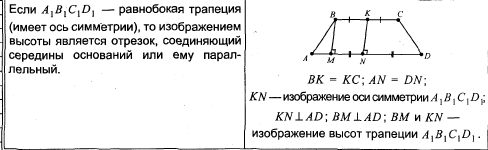 Если A₁B₁C₁D₁ — равнобокая трапеция
(имеет ось симметрии), то изображением
высоты является отрезок, соединяющий
середины оснований или ему парал-
лельный.
B K C
A M N D
BK = KC; AN = DN;
KN — изображение оси симметрии A₁B₁C₁D₁;
KN ⊥ AD; BM ⊥ AD; BM и KN —
изображение высот трапеции A₁B₁C₁D₁.